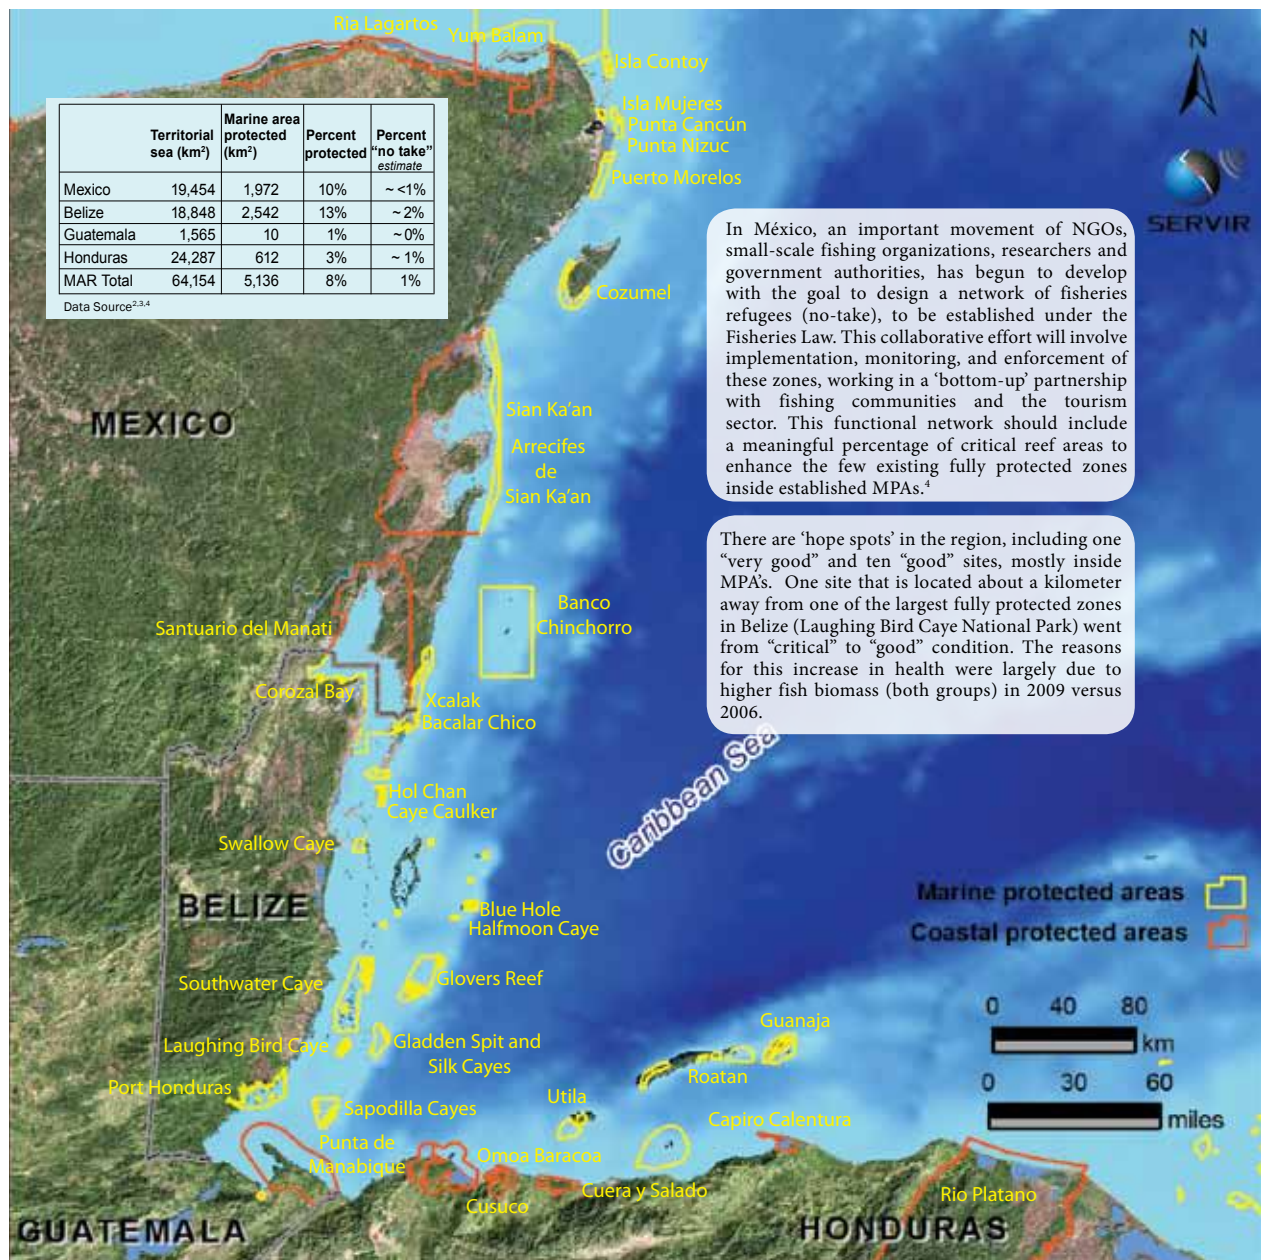 Ria Lagartos
Yum Balam
Isla Contoy
Isla Mujeres
Punta Cancún
Punta Nizuc
Puerto Morelos
N
SERVIR
Territorial sea (km²) Marine area protected (km²) Percent protected Percent "no take" estimate
Mexico 19,454 1,972 10% ~ <1%
Belize 18,848 2,542 13% ~ 2%
Guatemala 1,565 10 1% ~ 0%
Honduras 24,287 612 3% ~ 1%
MAR Total 64,154 5,136 8% 1%
Data Source2,3,4
In México, an important movement of NGOs,
small-scale fishing organizations, researchers and
government authorities, has begun to develop
with the goal to design a network of fisheries
refugees (no-take), to be established under the
Fisheries Law. This collaborative effort will involve
implementation, monitoring, and enforcement of
these zones, working in a 'bottom-up' partnership
with fishing communities and the tourism
sector. This functional network should include
a meaningful percentage of critical reef areas to
enhance the few existing fully protected zones
inside established MPAs.4
There are 'hope spots' in the region, including one
"very good" and ten "good" sites, mostly inside
MPA's. One site that is located about a kilometer
away from one of the largest fully protected zones
in Belize (Laughing Bird Caye National Park) went
from "critical" to "good" condition. The reasons
for this increase in health were largely due to
higher fish biomass (both groups) in 2009 versus
2006.
Cozumel
MEXICO
Sian Ka'an
Arrecifes
de
Sian Ka'an
Banco
Chinchorro
Santuario del Manati
Corozal Bay
Xcalak
Bacalar Chico
Caribbean Sea
Hol Chan
Caye Caulker
Swallow Caye
BELIZE
Blue Hole
Halfmoon Caye
Marine protected areas
Coastal protected areas
Southwater Caye
Glovers Reef
0 40 80
km
0 30 60
miles
Guanaja
Laughing Bird Caye
Gladden Spit and
Silk Cayes
Roatan
Port Honduras
Sapodilla Cayes
Utila
Capiro Calentura
Punta de
Manabique
Omoa Baracoa
Cusuco
Cuera y Salado
Rio Platano
GUATEMALA
HONDURAS